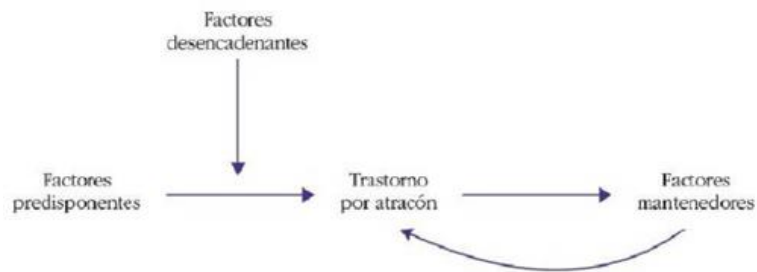 Factores
desencadenantes
Factores
predisponentes
Trastorno
por atracón
Factores
mantenedores